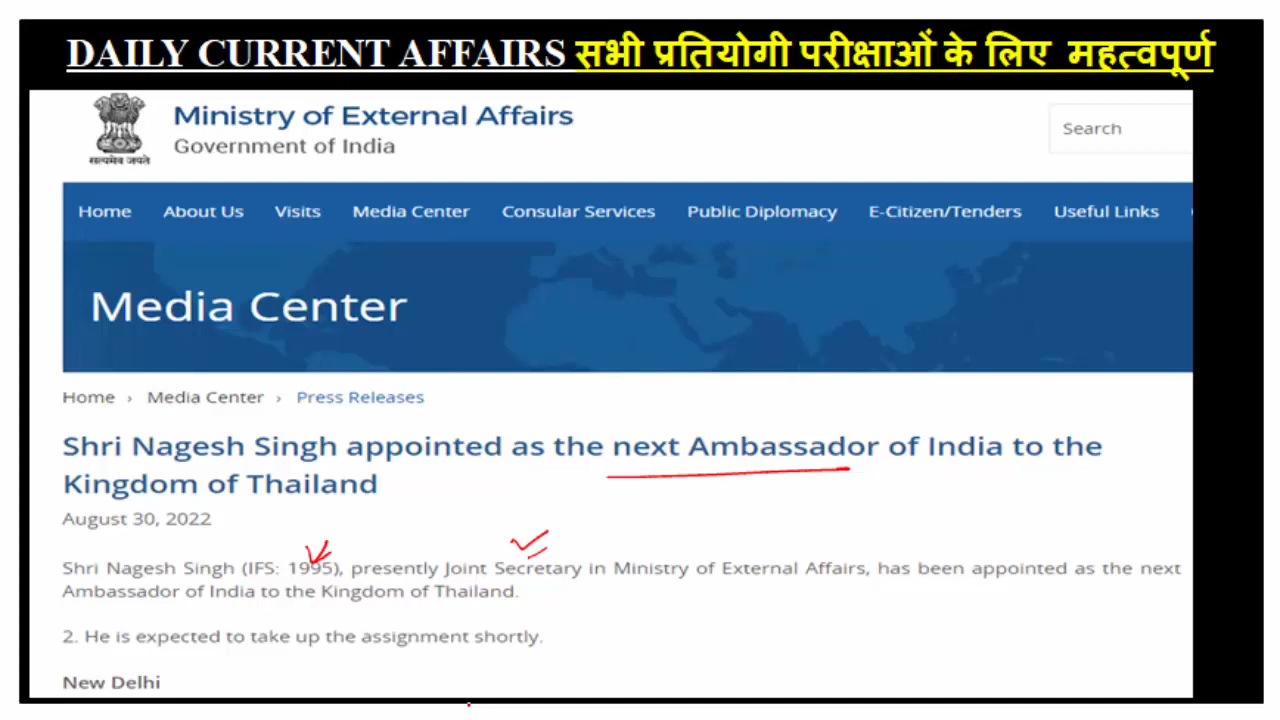 DAILY CURRENT AFFAIRS सभी प्रतियोगी परीक्षाओं के लिए महत्वपूर्ण
Ministry of External Affairs
Government of India
सत्यमेव जयते
Search
Home About Us Visits Media Center Consular Services Public Diplomacy E-Citizen/Tenders Useful Links
Media Center
Home › Media Center › Press Releases
Shri Nagesh Singh appointed as the next Ambassador of India to the
Kingdom of Thailand
August 30, 2022
Shri Nagesh Singh (IFS: 1995), presently Joint Secretary in Ministry of External Affairs, has been appointed as the next
Ambassador of India to the Kingdom of Thailand.
2. He is expected to take up the assignment shortly.
New Delhi